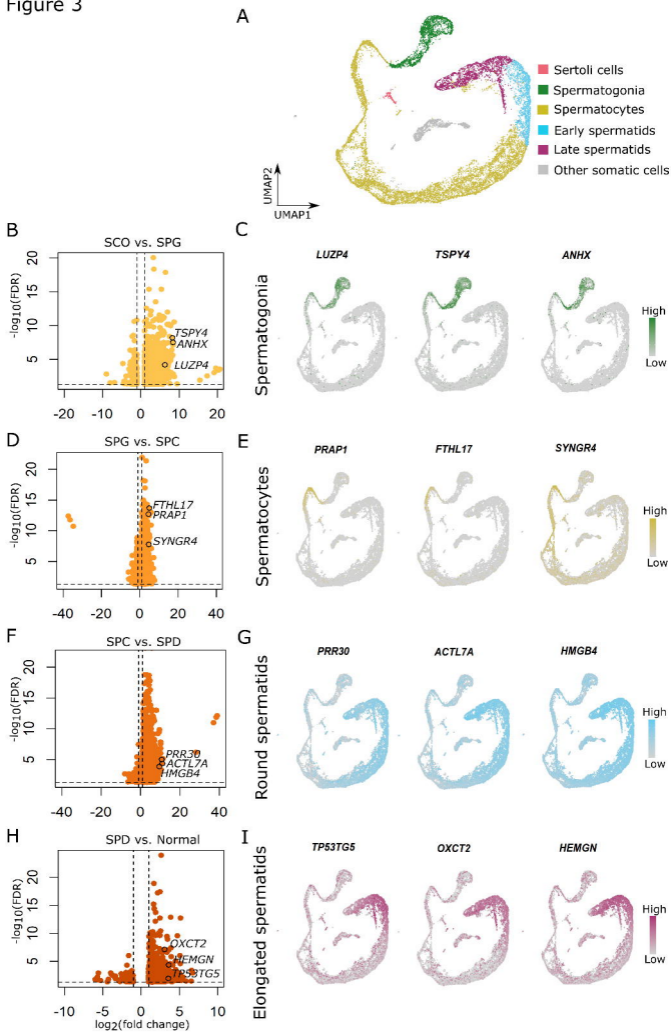 Figure 3
A
Sertoli cells
Spermatogonia
Spermatocytes
Early spermatids
Late spermatids
Other somatic cells
UMAP2
UMAP1
B
SCO vs. SPG
-log10(FDR)
20
15
10
5
TSPY4
ANHX
LUZP4
-20 -10 0 10 20
C
Spermatogonia
LUZP4 TSPY4 ANHX
High
Low
D
SPG vs. SPC
-log10(FDR)
20
15
10
5
FTHL17
PRAP1
SYNGR4
-40 -20 0 20 40
E
Spermatocytes
PRAP1 FTHL17 SYNGR4
High
Low
F
SPC vs. SPD
-log10(FDR)
20
15
10
5
PRR30
ACTL7A
HMGB4
-40 -20 0 20 40
G
Round spermatids
PRR30 ACTL7A HMGB4
High
Low
H
SPD vs. Normal
-log10(FDR)
20
15
10
5
OXCT2
HEMGN
TP53TG5
-10 -5 0 5 10
log2(fold change)
I
Elongated spermatids
TP53TG5 OXCT2 HEMGN
High
Low